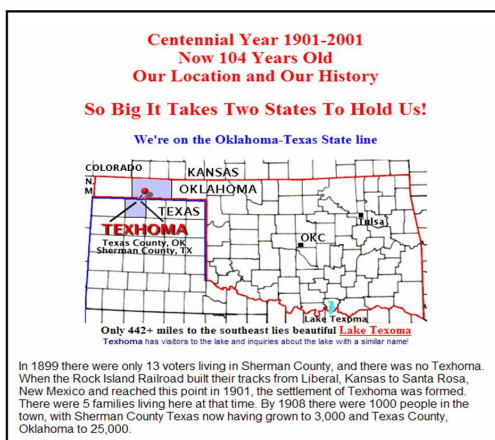 Centennial Year 1901-2001
Now 104 Years Old
Our Location and Our History
So Big It Takes Two States To Hold Us!
We're on the Oklahoma-Texas State line
COLORADO
KANSAS
N.
M
OKLAHOMA
TEXAS
TEXHOMA
Texas County, OK
Sherman County, TX
Tulsa
OKC
Lake Texoma
Only 442+ miles to the southeast lies beautiful Lake Texoma
Texhoma has visitors to the lake and inquiries about the lake with a similar name!
In 1899 there were only 13 voters living in Sherman County, and there was no Texhoma.
When the Rock Island Railroad built their tracks from Liberal, Kansas to Santa Rosa,
New Mexico and reached this point in 1901, the settlement of Texhoma was formed.
There were 5 families living here at that time. By 1908 there were 1000 people in
the town, with Sherman County Texas now having grown to 3,000 and Texas County,
Oklahoma to 25,000.